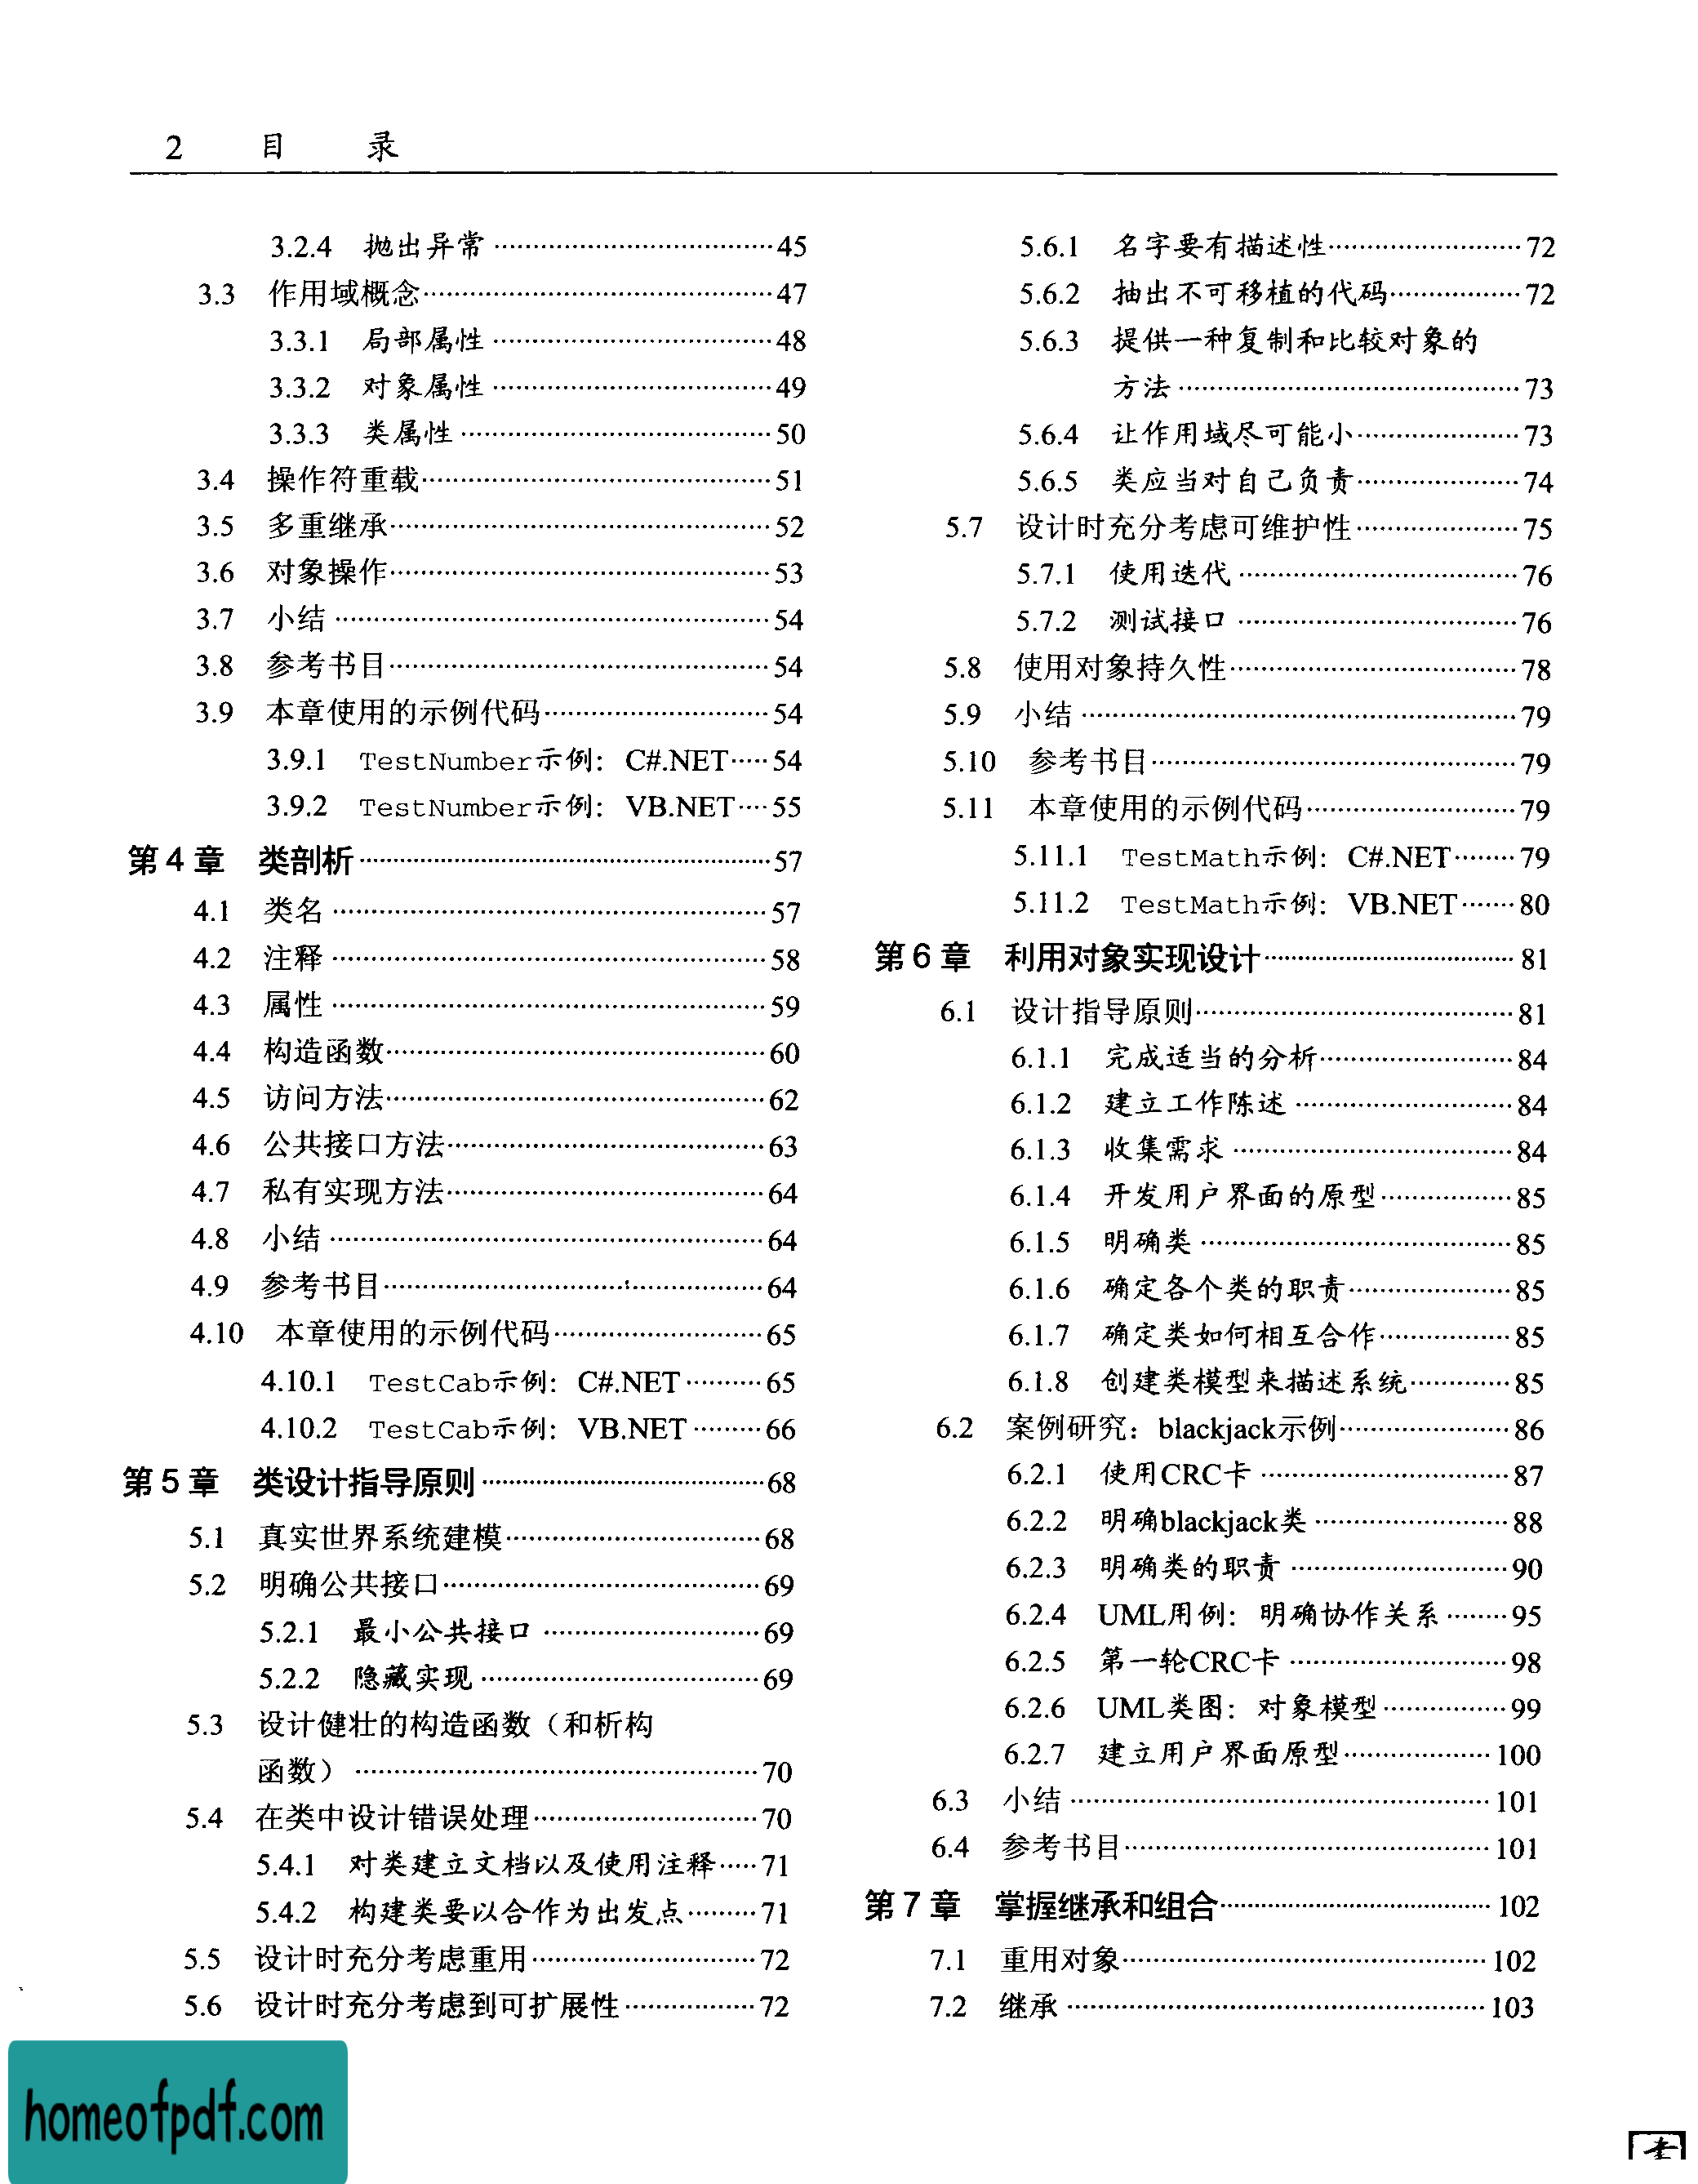 2 目 录
3.2.4 抛出异常 ··· 45
3.3 作用域概念 ··· 47
3.3.1 局部属性 ··· 48
3.3.2 对象属性 ··· 49
3.3.3 类属性 ··· 50
3.4 操作符重载 ··· 51
3.5 多重继承 ··· 52
3.6 对象操作 ··· 53
3.7 小结 ··· 54
3.8 参考书目 ··· 54
3.9 本章使用的示例代码 ··· 54
3.9.1 TestNumber示例：C#.NET ··· 54
3.9.2 TestNumber示例：VB.NET ··· 55
第4章 类剖析 ··· 57
4.1 类名 ··· 57
4.2 注释 ··· 58
4.3 属性 ··· 59
4.4 构造函数 ··· 60
4.5 访问方法 ··· 62
4.6 公共接口方法 ··· 63
4.7 私有实现方法 ··· 64
4.8 小结 ··· 64
4.9 参考书目 ··· 64
4.10 本章使用的示例代码 ··· 65
4.10.1 TestCab示例：C#.NET ··· 65
4.10.2 TestCab示例：VB.NET ··· 66
第5章 类设计指导原则 ··· 68
5.1 真实世界系统建模 ··· 68
5.2 明确公共接口 ··· 69
5.2.1 最小公共接口 ··· 69
5.2.2 隐藏实现 ··· 69
5.3 设计健壮的构造函数（和析构
函数） ··· 70
5.4 在类中设计错误处理 ··· 70
5.4.1 对类建立文档以及使用注释 ··· 71
5.4.2 构建类要以合作为出发点 ··· 71
5.5 设计时充分考虑重用 ··· 72
5.6 设计时充分考虑到可扩展性 ··· 72
5.6.1 名字要有描述性 ··· 72
5.6.2 抽出不可移植的代码 ··· 72
5.6.3 提供一种复制和比较对象的
方法 ··· 73
5.6.4 让作用域尽可能小 ··· 73
5.6.5 类应当对自己负责 ··· 74
5.7 设计时充分考虑可维护性 ··· 75
5.7.1 使用迭代 ··· 76
5.7.2 测试接口 ··· 76
5.8 使用对象持久性 ··· 78
5.9 小结 ··· 79
5.10 参考书目 ··· 79
5.11 本章使用的示例代码 ··· 79
5.11.1 TestMath示例：C#.NET ··· 79
5.11.2 TestMath示例：VB.NET ··· 80
第6章 利用对象实现设计 ··· 81
6.1 设计指导原则 ··· 81
6.1.1 完成适当的分析 ··· 84
6.1.2 建立工作陈述 ··· 84
6.1.3 收集需求 ··· 84
6.1.4 开发用户界面的原型 ··· 85
6.1.5 明确类 ··· 85
6.1.6 确定各个类的职责 ··· 85
6.1.7 确定类如何相互合作 ··· 85
6.1.8 创建类模型来描述系统 ··· 85
6.2 案例研究：blackjack示例 ··· 86
6.2.1 使用CRC卡 ··· 87
6.2.2 明确blackjack类 ··· 88
6.2.3 明确类的职责 ··· 90
6.2.4 UML用例：明确协作关系 ··· 95
6.2.5 第一轮CRC卡 ··· 98
6.2.6 UML类图：对象模型 ··· 99
6.2.7 建立用户界面原型 ··· 100
6.3 小结 ··· 101
6.4 参考书目 ··· 101
第7章 掌握继承和组合 ··· 102
7.1 重用对象 ··· 102
7.2 继承 ··· 103
homeofpdf.com